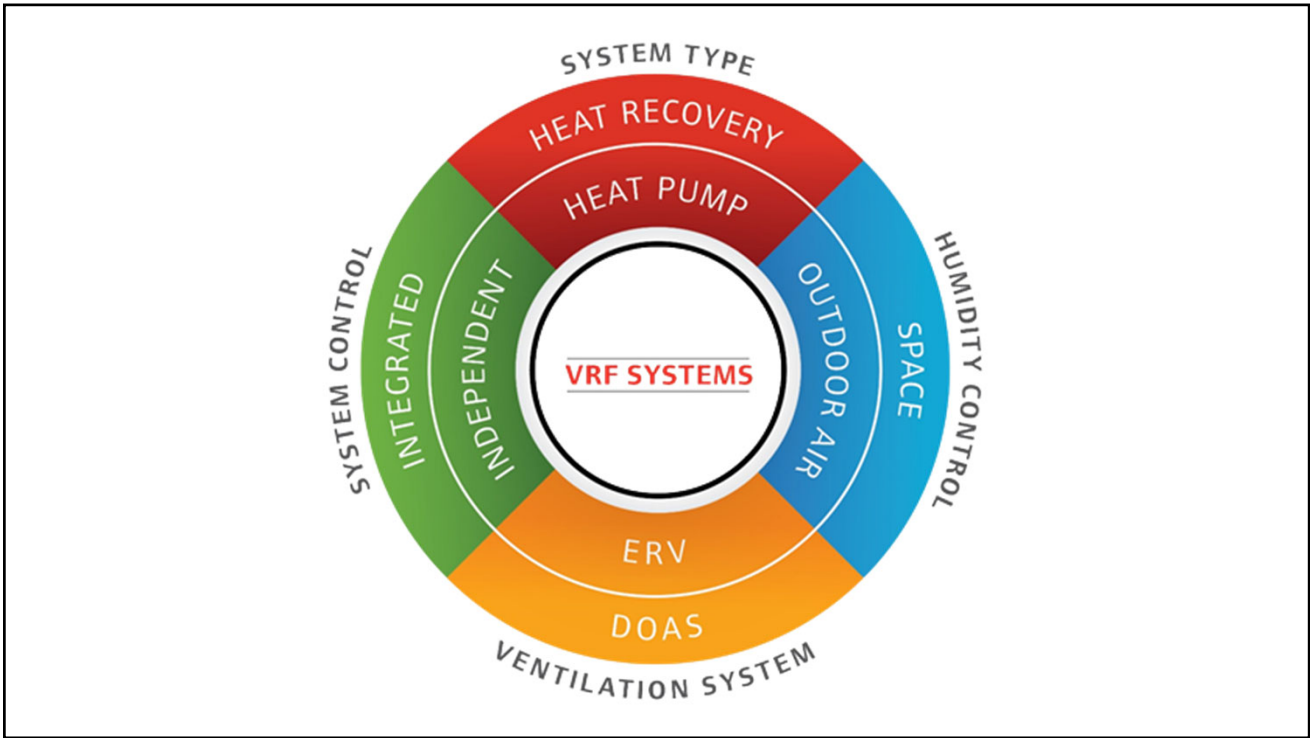 SYSTEM TYPE
HEAT RECOVERY
HEAT PUMP
SYSTEM CONTROL
INTEGRATED
INDEPENDENT
VRF SYSTEMS
OUTDOOR AIR
SPACE
HUMIDITY CONTROL
ERV
DOAS
VENTILATION SYSTEM